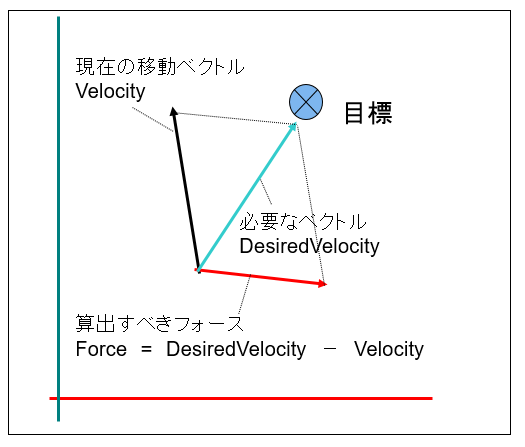 現在の移動ベクトル
Velocity
目標
必要なベクトル
DesiredVelocity
算出すべきフォース
Force = DesiredVelocity － Velocity